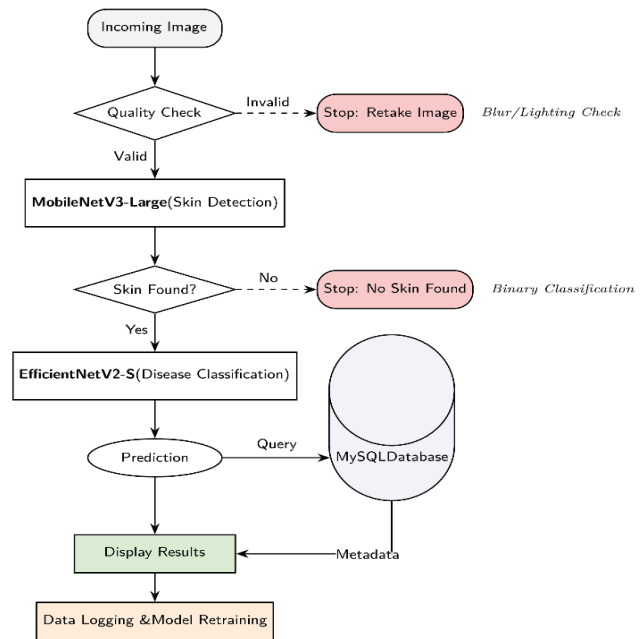 Incoming Image
Quality Check
Invalid
Stop: Retake Image
Blur/Lighting Check
Valid
MobileNetV3-Large(Skin Detection)
Skin Found?
No
Stop: No Skin Found
Binary Classification
Yes
EfficientNetV2-S(Disease Classification)
Prediction
Query
MySQLDatabase
Display Results
Metadata
Data Logging &Model Retraining